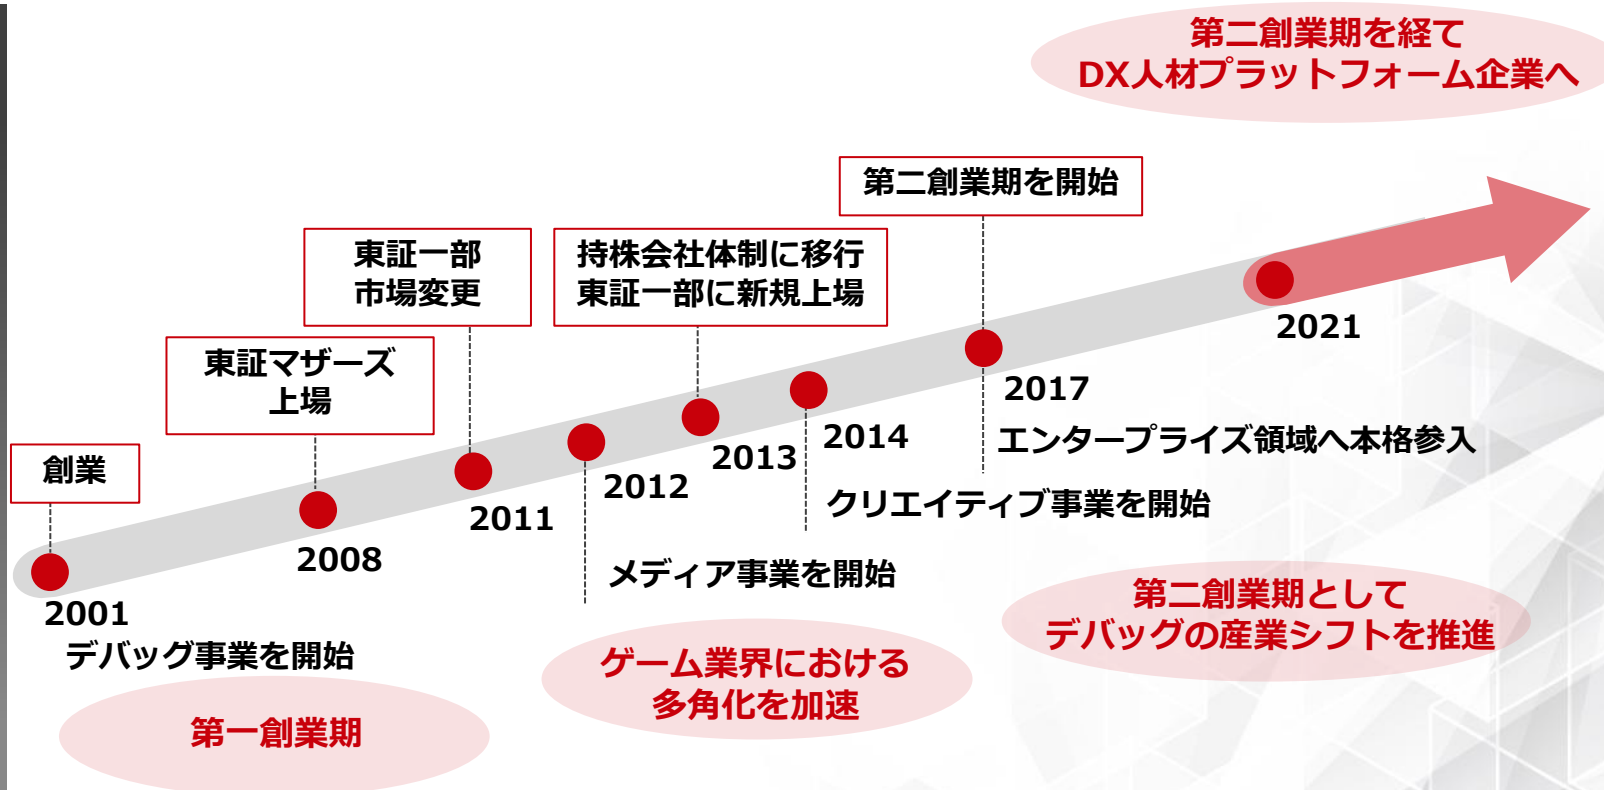 第二創業期を経て
DX人材プラットフォーム企業へ
第二創業期を開始
東証一部
市場変更
持株会社体制に移行
東証一部に新規上場
東証マザーズ
上場
創業
2001
デバッグ事業を開始
2008
2011
2012
メディア事業を開始
2013
2014
クリエイティブ事業を開始
2017
エンタープライズ領域へ本格参入
2021
第一創業期
ゲーム業界における
多角化を加速
第二創業期として
デバッグの産業シフトを推進